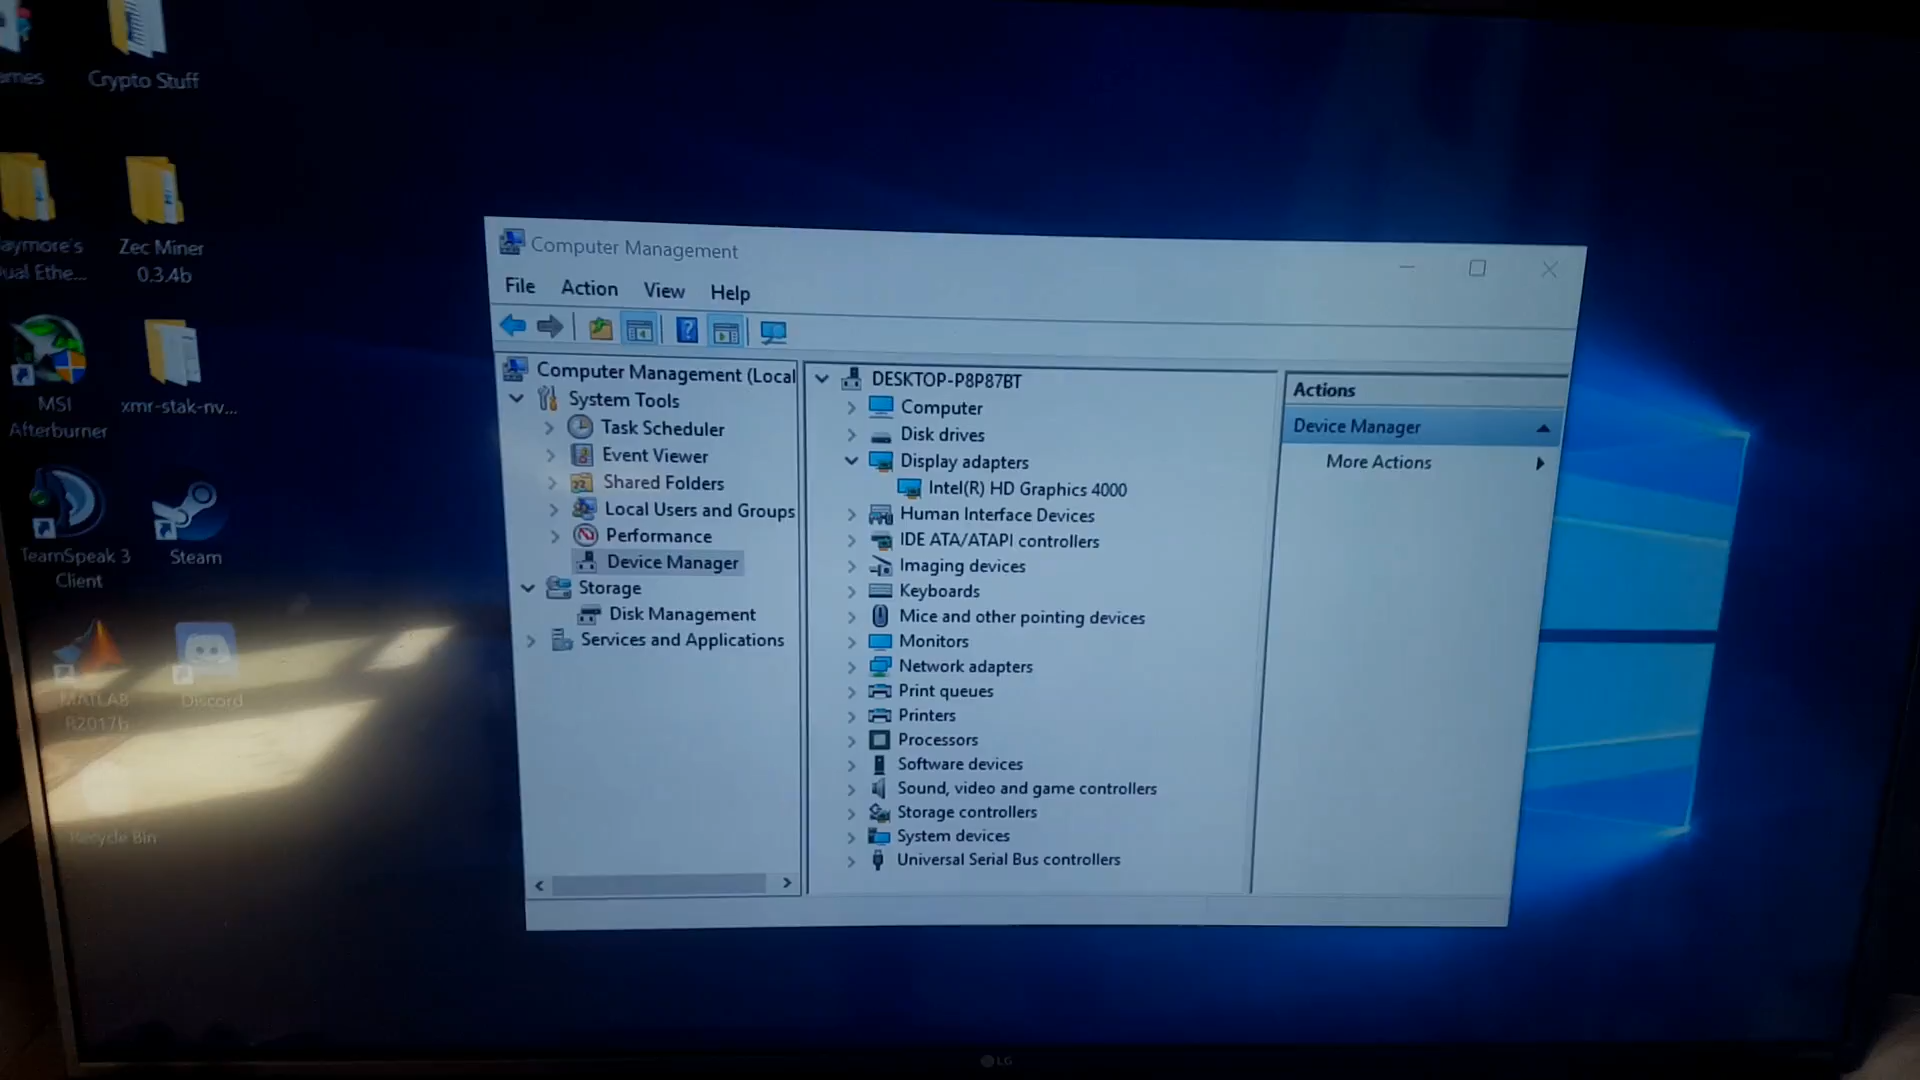 Crypto Stuff
Zec Miner
0.3.4b
MSI
Afterburner
xmr-stak-nv...
TeamSpeak 3
Client
Steam
MATLAB
R2017b
Discord
Recycle Bin
Computer Management
File Action View Help
Computer Management (Local
System Tools
Task Scheduler
Event Viewer
Shared Folders
Local Users and Groups
Performance
Device Manager
Storage
Disk Management
Services and Applications
DESKTOP-P8P87BT
Computer
Disk drives
Display adapters
Intel(R) HD Graphics 4000
Human Interface Devices
IDE ATA/ATAPI controllers
Imaging devices
Keyboards
Mice and other pointing devices
Monitors
Network adapters
Print queues
Printers
Processors
Software devices
Sound, video and game controllers
Storage controllers
System devices
Universal Serial Bus controllers
Actions
Device Manager
More Actions
LG